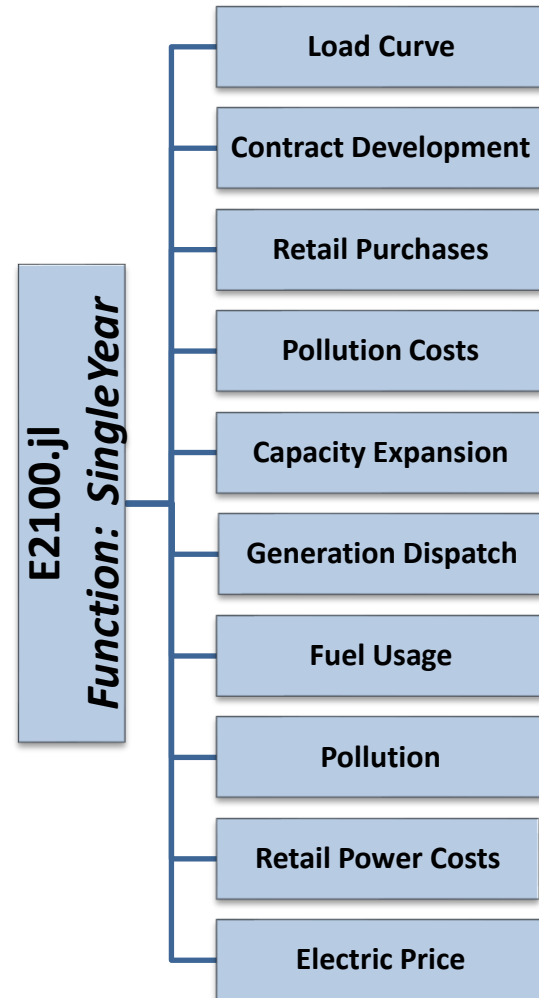 E2100.jl
Function: SingleYear
Load Curve
Contract Development
Retail Purchases
Pollution Costs
Capacity Expansion
Generation Dispatch
Fuel Usage
Pollution
Retail Power Costs
Electric Price